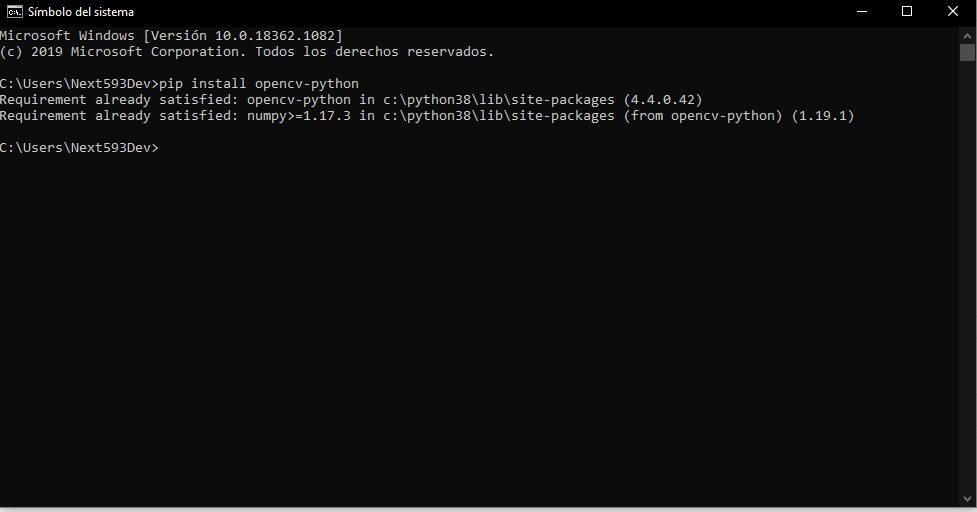 Símbolo del sistema
Microsoft Windows [Versión 10.0.18362.1082]
(c) 2019 Microsoft Corporation. Todos los derechos reservados.
C:\Users\Next593Dev>pip install opencv-python
Requirement already satisfied: opencv-python in c:\python38\lib\site-packages (4.4.0.42)
Requirement already satisfied: numpy>=1.17.3 in c:\python38\lib\site-packages (from opencv-python) (1.19.1)
C:\Users\Next593Dev>